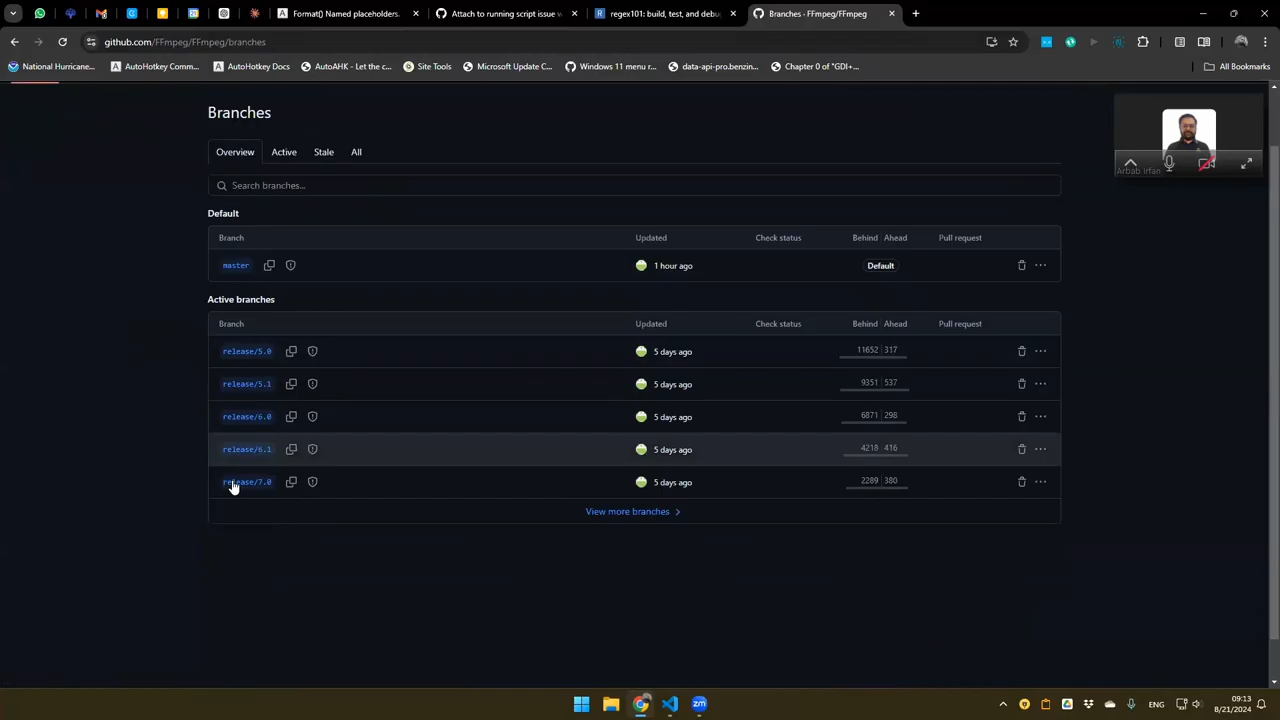 Format() Named placeholders.
Attach to running script issue
regex101: build, test, and debu
Branches · FFmpeg/FFmpeg
github.com/FFmpeg/FFmpeg/branches
National Hurricane...
AutoHotkey Comm...
AutoHotkey Docs
AutoAHK - Let the c...
Site Tools
Microsoft Update C...
Windows 11 menu r...
data-api-pro.benzin...
Chapter 0 of "GDI+...
All Bookmarks
Branches
Overview Active Stale All
Search branches...
Default
Branch Updated Check status Behind Ahead Pull request
master 1 hour ago Default
Active branches
Branch Updated Check status Behind Ahead Pull request
release/5.0 5 days ago 11652 317
release/5.1 5 days ago 9351 537
release/6.0 5 days ago 6871 298
release/6.1 5 days ago 4218 416
release/7.0 5 days ago 2289 380
View more branches
Arbab Irfan
zm
ENG
09:13
8/21/2024